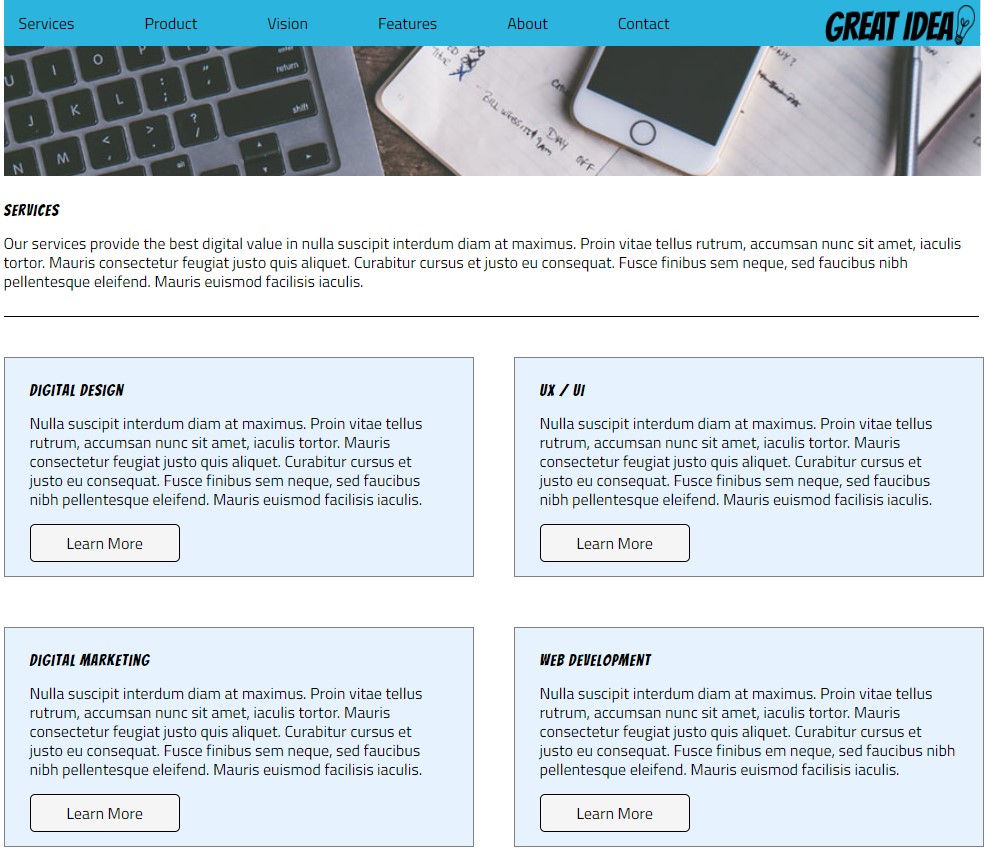 Services Product Vision Features About Contact GREAT IDEA
U I O enter
return
J K L : ; " '
shift
N M < , > . ? /
alt
BILL WEBSITE 9am
DAY OFF
SERVICES
Our services provide the best digital value in nulla suscipit interdum diam at maximus. Proin vitae tellus rutrum, accumsan nunc sit amet, iaculis
tortor. Mauris consectetur feugiat justo quis aliquet. Curabitur cursus et justo eu consequat. Fusce finibus sem neque, sed faucibus nibh
pellentesque eleifend. Mauris euismod facilisis iaculis.
DIGITAL DESIGN
Nulla suscipit interdum diam at maximus. Proin vitae tellus
rutrum, accumsan nunc sit amet, iaculis tortor. Mauris
consectetur feugiat justo quis aliquet. Curabitur cursus et
justo eu consequat. Fusce finibus sem neque, sed faucibus
nibh pellentesque eleifend. Mauris euismod facilisis iaculis.
Learn More
UX / UI
Nulla suscipit interdum diam at maximus. Proin vitae tellus
rutrum, accumsan nunc sit amet, iaculis tortor. Mauris
consectetur feugiat justo quis aliquet. Curabitur cursus et
justo eu consequat. Fusce finibus sem neque, sed faucibus
nibh pellentesque eleifend. Mauris euismod facilisis iaculis.
Learn More
DIGITAL MARKETING
Nulla suscipit interdum diam at maximus. Proin vitae tellus
rutrum, accumsan nunc sit amet, iaculis tortor. Mauris
consectetur feugiat justo quis aliquet. Curabitur cursus et
justo eu consequat. Fusce finibus sem neque, sed faucibus
nibh pellentesque eleifend. Mauris euismod facilisis iaculis.
Learn More
WEB DEVELOPMENT
Nulla suscipit interdum diam at maximus. Proin vitae tellus
rutrum, accumsan nunc sit amet, iaculis tortor. Mauris
consectetur feugiat justo quis aliquet. Curabitur cursus et
justo eu consequat. Fusce finibus em neque, sed faucibus nibh
pellentesque eleifend. Mauris euismod facilisis iaculis.
Learn More